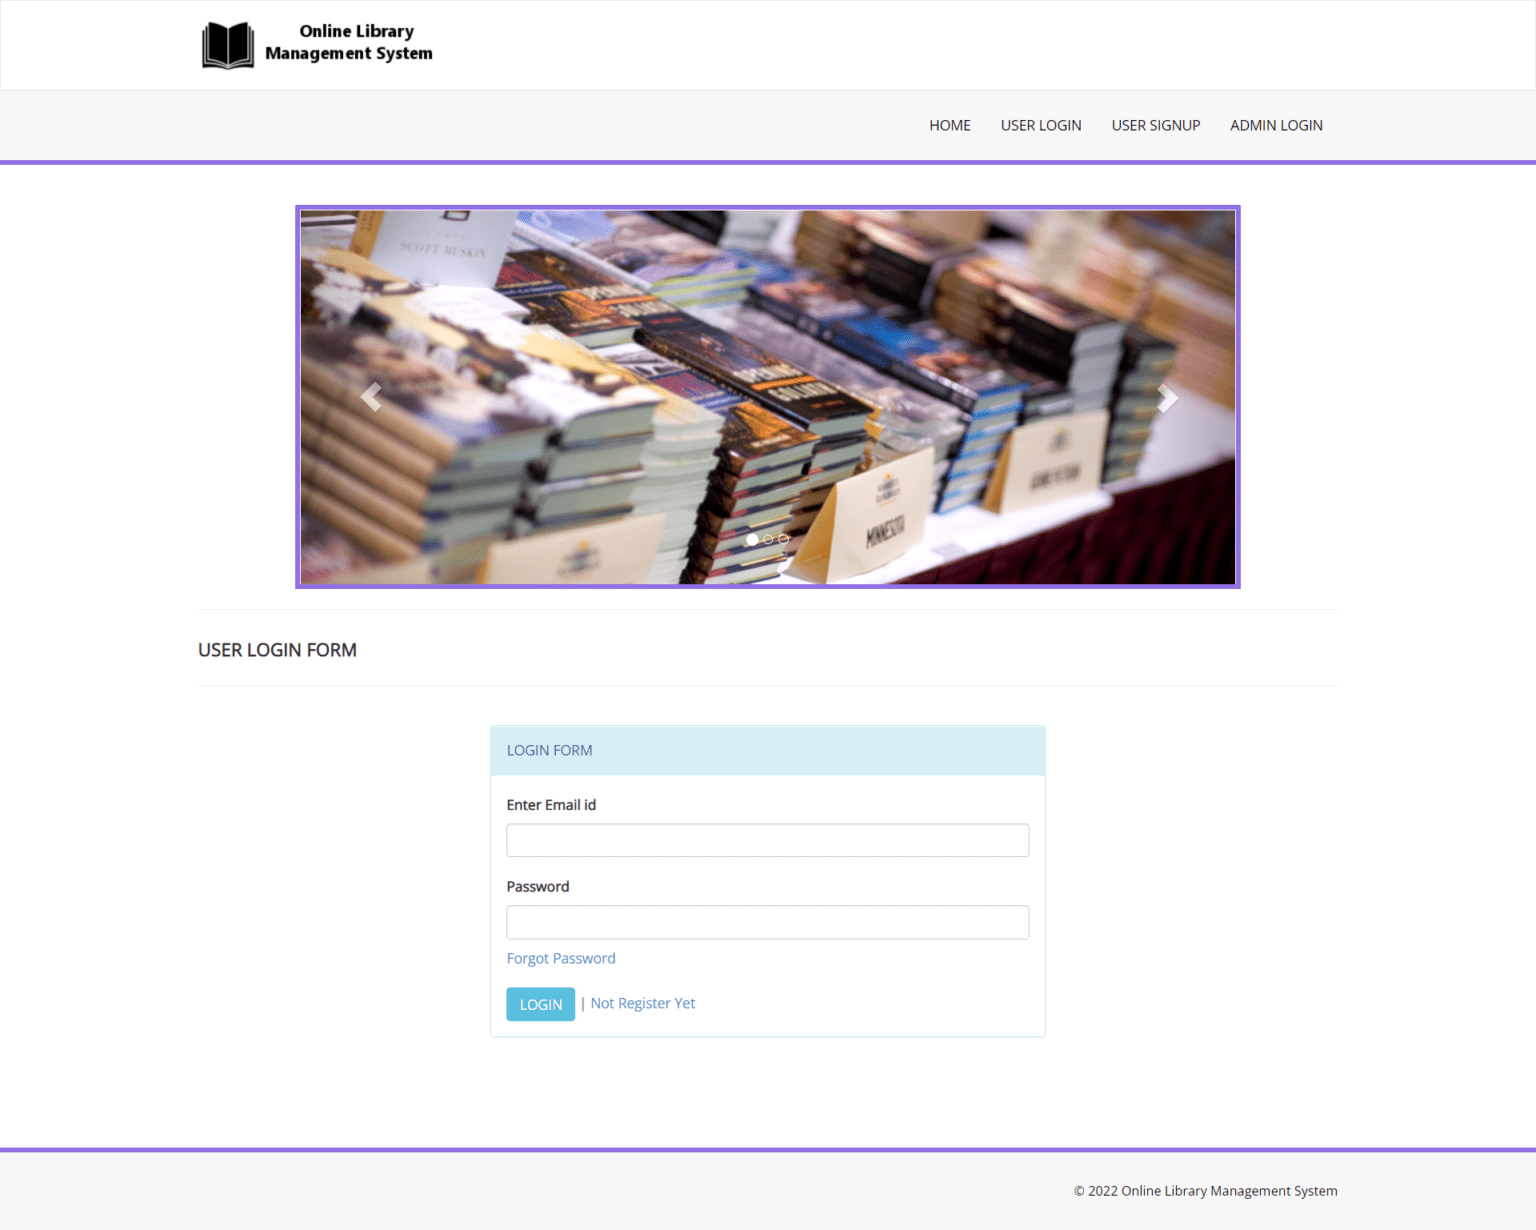 Online Library
Management System
HOME USER LOGIN USER SIGNUP ADMIN LOGIN
SCOTT MUSKIN
MINNESOTA
USER LOGIN FORM
LOGIN FORM
Enter Email id
Password
Forgot Password
LOGIN | Not Register Yet
© 2022 Online Library Management System